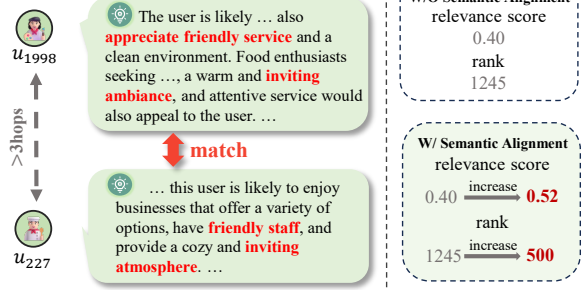 The user is likely … also
appreciate friendly service and a
clean environment. Food enthusiasts
seeking …, a warm and inviting
ambiance, and attentive service would
also appeal to the user. …
u1998
>3hops
match
… this user is likely to enjoy
businesses that offer a variety of
options, have friendly staff, and
provide a cozy and inviting
atmosphere. …
u227
W/O Semantic Alignment
relevance score
0.40
rank
1245
W/ Semantic Alignment
relevance score
0.40 increase 0.52
rank
1245 increase 500